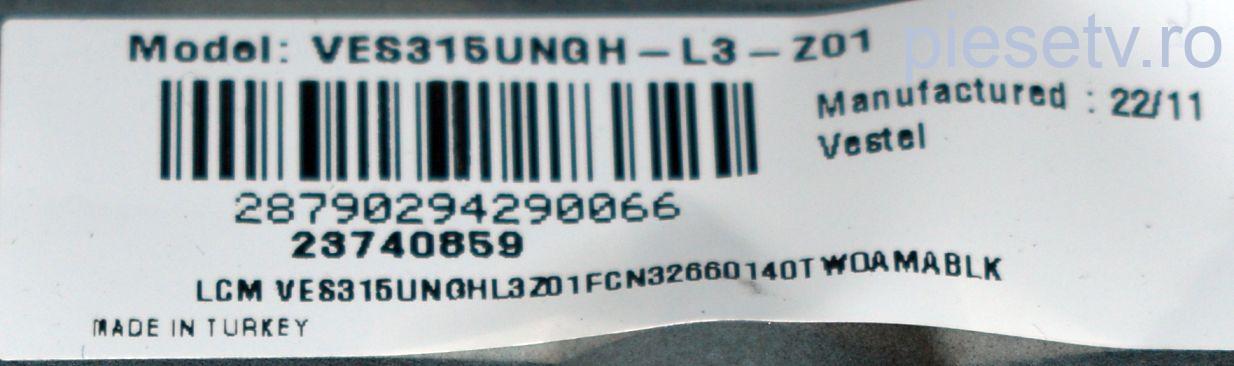 Model: VES315UNGH-L3-Z01
piesetv.ro
Manufactured : 22/11
Vestel
28790294290066
23740859
LCM VES315UNGHL3Z01FCN32660140TWOAMABLK
MADE IN TURKEY